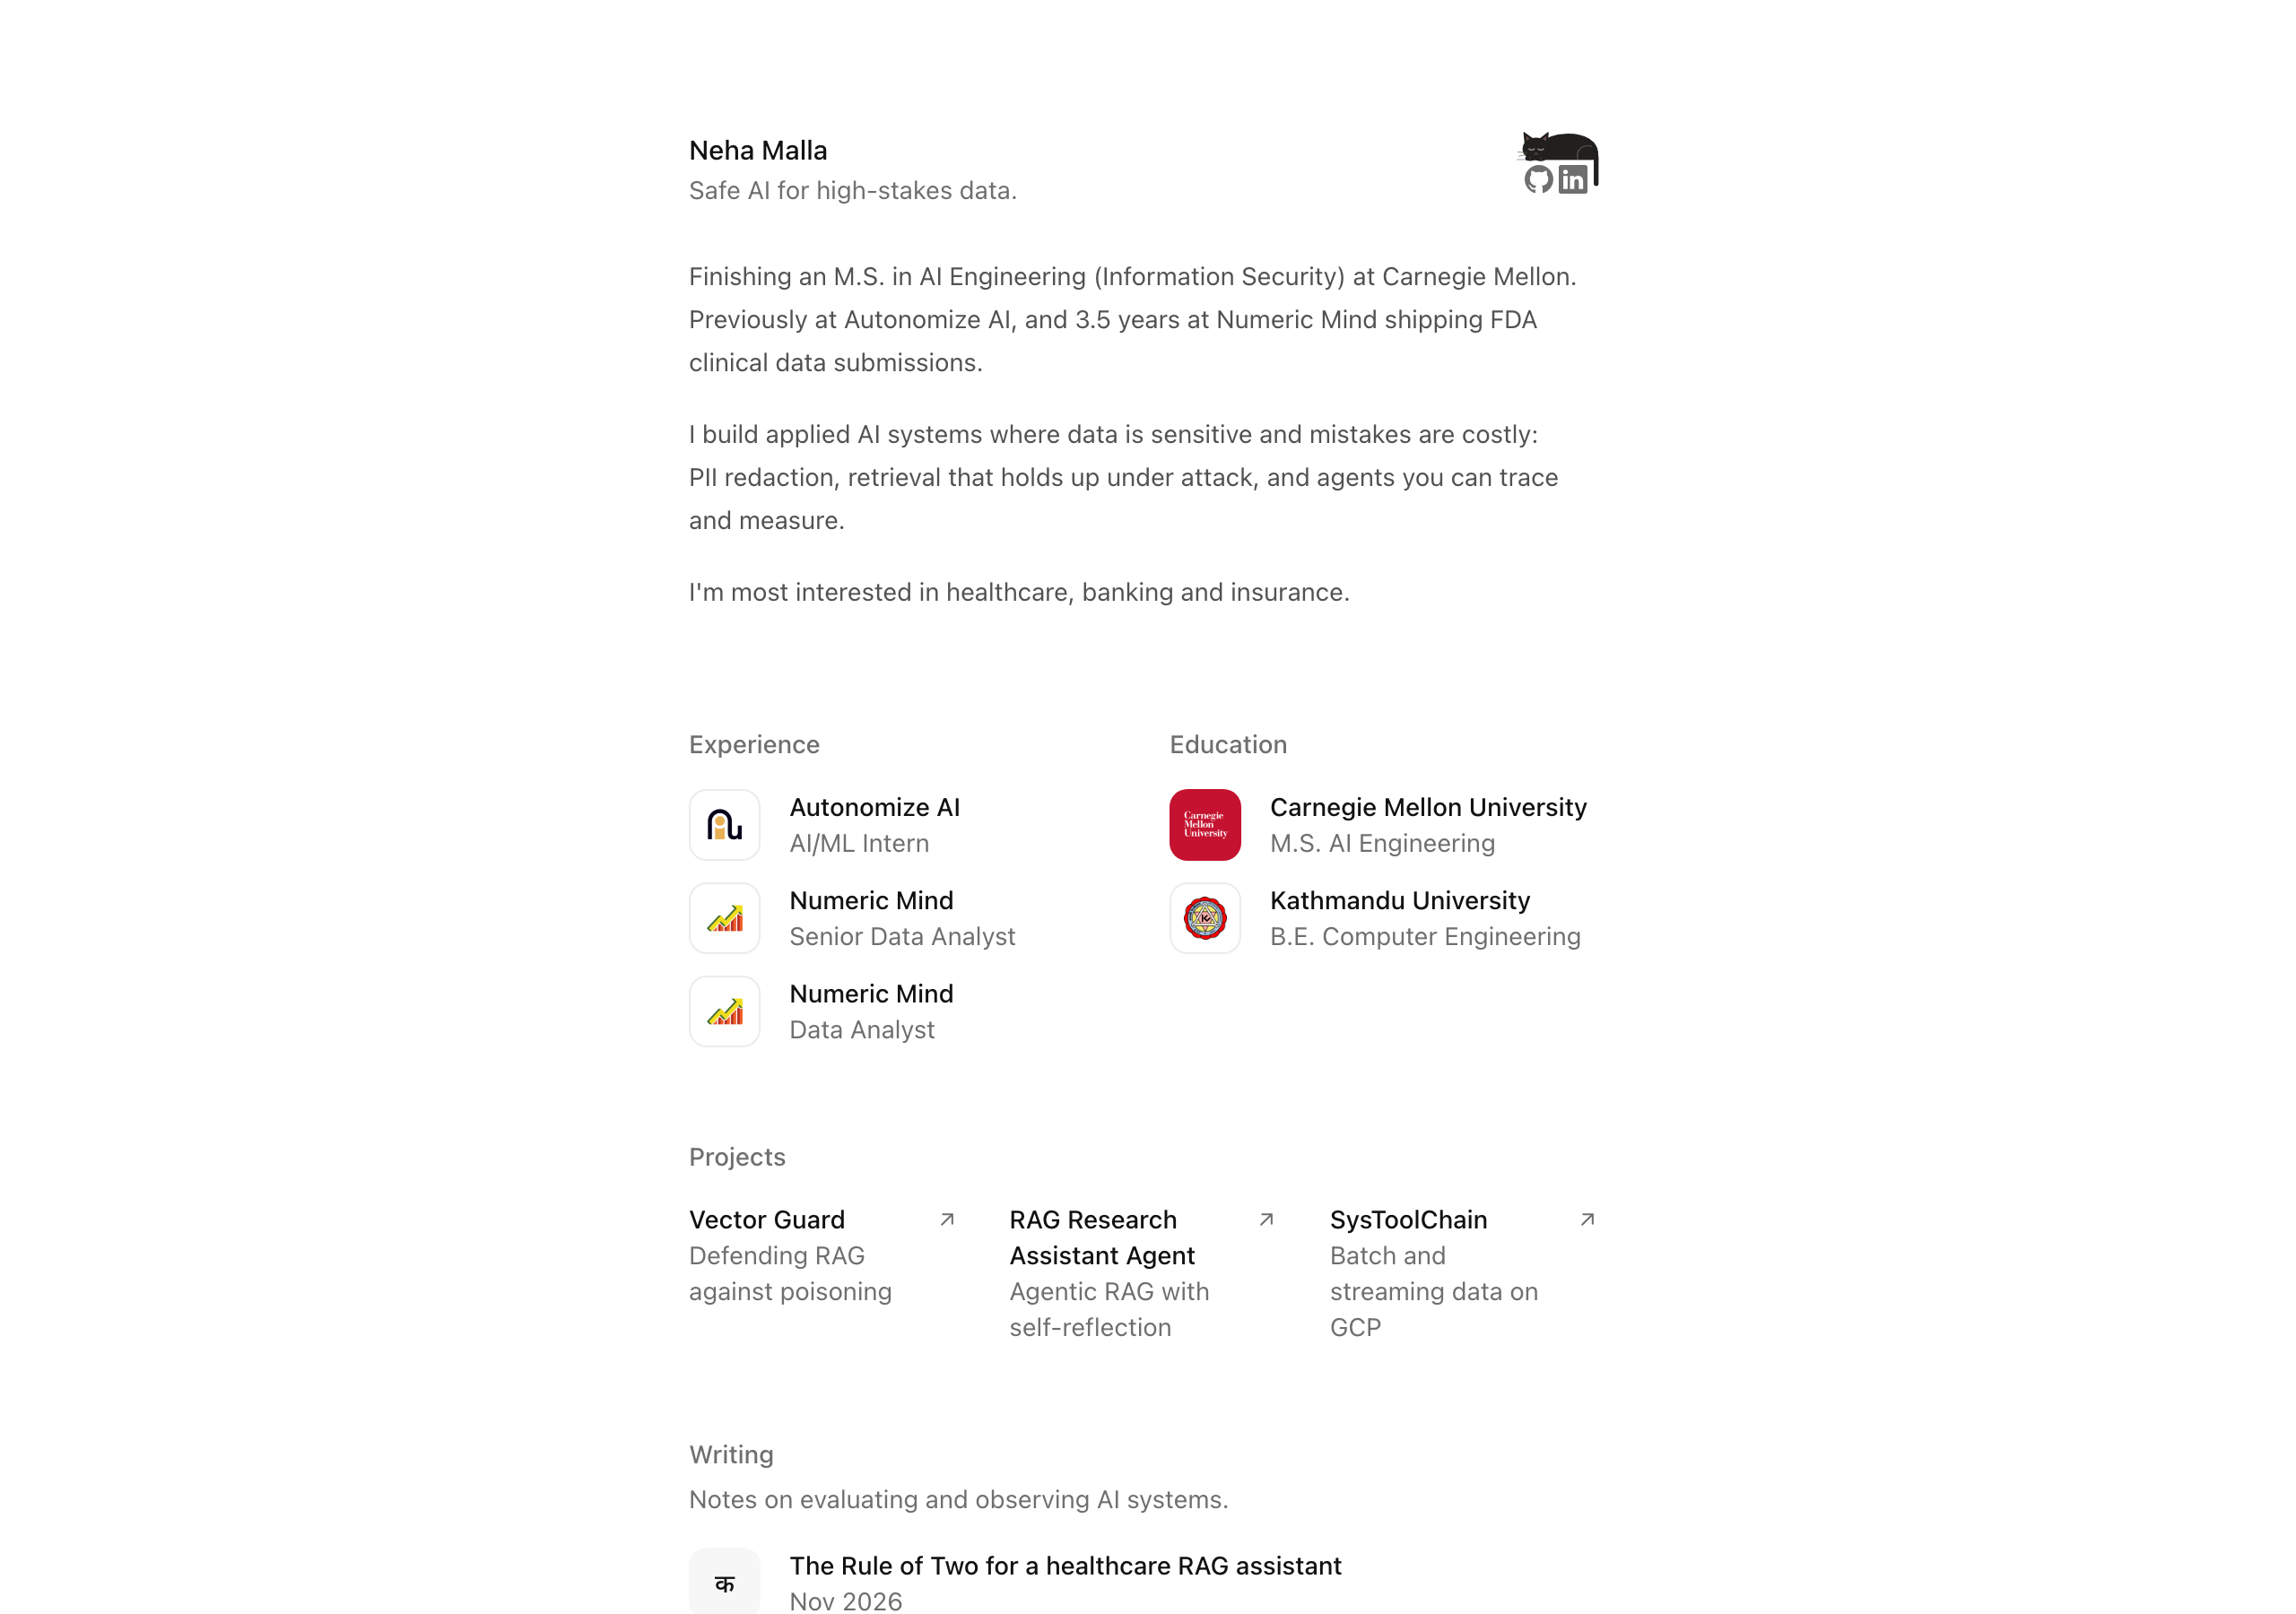 Neha Malla
Safe AI for high-stakes data.
in
Finishing an M.S. in AI Engineering (Information Security) at Carnegie Mellon.
Previously at Autonomize AI, and 3.5 years at Numeric Mind shipping FDA
clinical data submissions.
I build applied AI systems where data is sensitive and mistakes are costly:
PII redaction, retrieval that holds up under attack, and agents you can trace
and measure.
I'm most interested in healthcare, banking and insurance.
Experience
Autonomize AI
AI/ML Intern
Numeric Mind
Senior Data Analyst
Numeric Mind
Data Analyst
Education
Carnegie
Mellon
University
Carnegie Mellon University
M.S. AI Engineering
Kathmandu University
B.E. Computer Engineering
Projects
Vector Guard
Defending RAG
against poisoning
RAG Research
Assistant Agent
Agentic RAG with
self-reflection
SysToolChain
Batch and
streaming data on
GCP
Writing
Notes on evaluating and observing AI systems.
क
The Rule of Two for a healthcare RAG assistant
Nov 2026